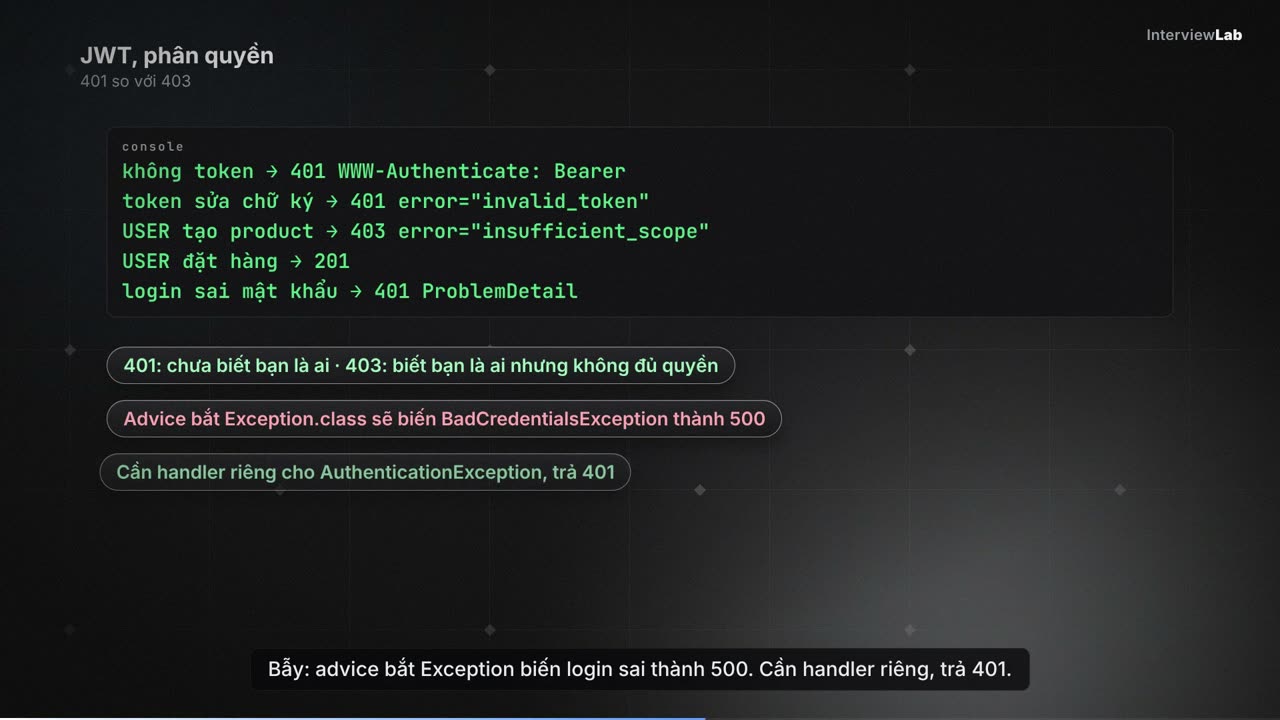 JWT, phân quyền
401 so với 403
InterviewLab
console
không token → 401 WWW-Authenticate: Bearer
token sửa chữ ký → 401 error="invalid_token"
USER tạo product → 403 error="insufficient_scope"
USER đặt hàng → 201
login sai mật khẩu → 401 ProblemDetail
401: chưa biết bạn là ai · 403: biết bạn là ai nhưng không đủ quyền
Advice bắt Exception.class sẽ biến BadCredentialsException thành 500
Cần handler riêng cho AuthenticationException, trả 401
Bẫy: advice bắt Exception biến login sai thành 500. Cần handler riêng, trả 401.